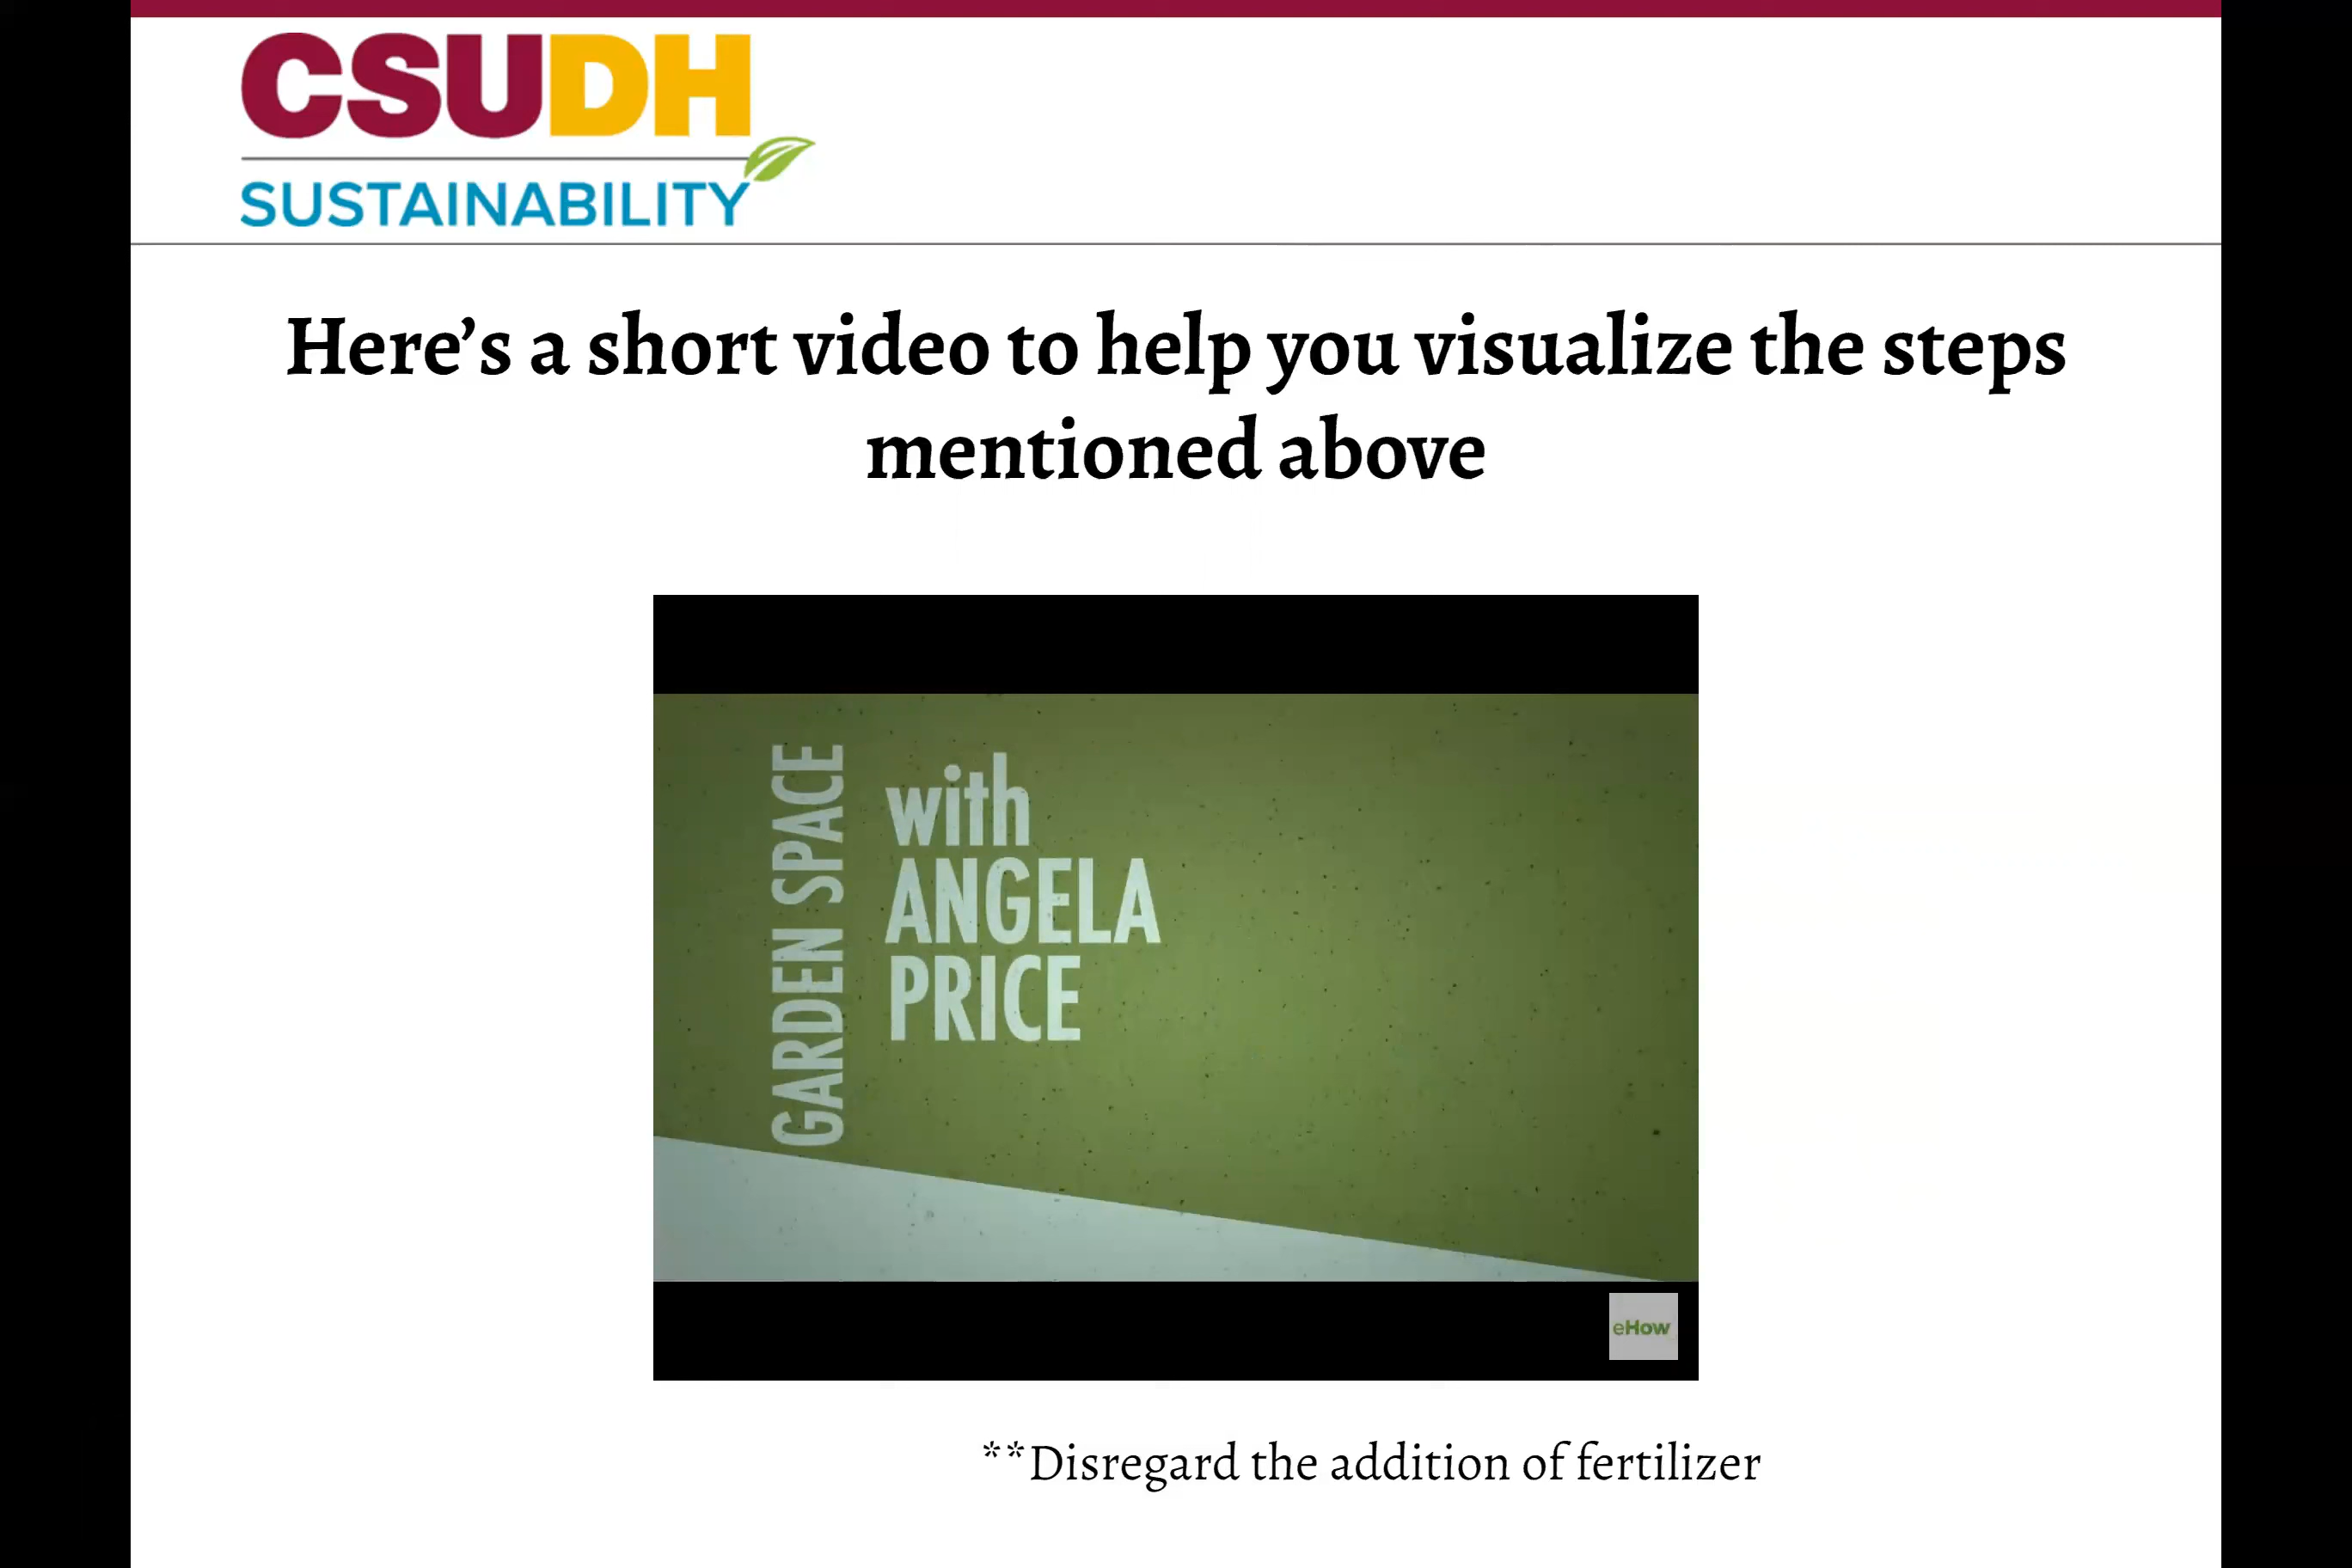 CSUDH
SUSTAINABILITY
Here’s a short video to help you visualize the steps
mentioned above
GARDEN SPACE
with
ANGELA
PRICE
eHow
**Disregard the addition of fertilizer